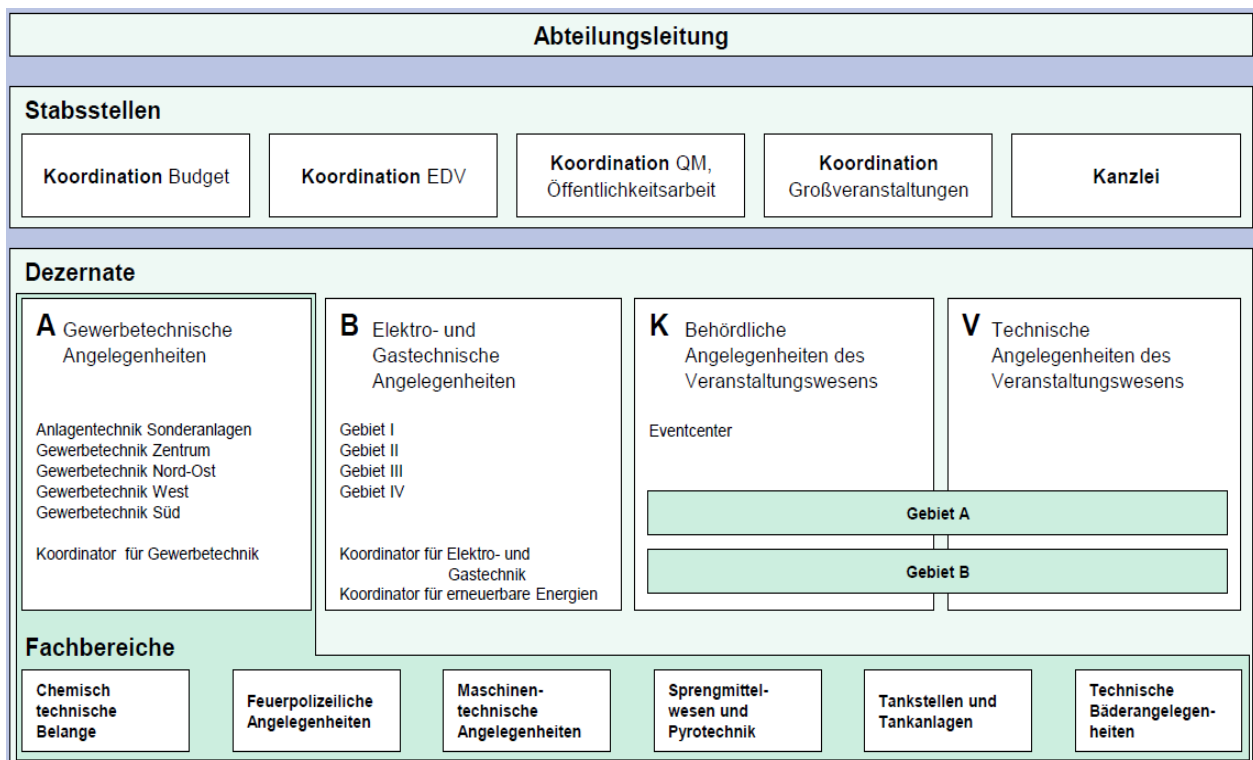 Abteilungsleitung
Stabsstellen
Koordination Budget
Koordination EDV
Koordination QM,
Öffentlichkeitsarbeit
Koordination
Großveranstaltungen
Kanzlei
Dezernate
A Gewerbetechnische
Angelegenheiten
Anlagentechnik Sonderanlagen
Gewerbetechnik Zentrum
Gewerbetechnik Nord-Ost
Gewerbetechnik West
Gewerbetechnik Süd
Koordinator für Gewerbetechnik
B Elektro- und
Gastechnische
Angelegenheiten
Gebiet I
Gebiet II
Gebiet III
Gebiet IV
Koordinator für Elektro- und
Gastechnik
Koordinator für erneuerbare Energien
K Behördliche
Angelegenheiten des
Veranstaltungswesens
Eventcenter
V Technische
Angelegenheiten des
Veranstaltungswesens
Gebiet A
Gebiet B
Fachbereiche
Chemisch
technische
Belange
Feuerpolizeiliche
Angelegenheiten
Maschinen-
technische
Angelegenheiten
Sprengmittel-
wesen und
Pyrotechnik
Tankstellen und
Tankanlagen
Technische
Bäderangelegen-
heiten